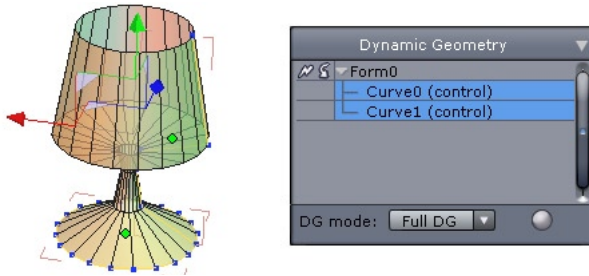 Dynamic Geometry
Form0
Curve0 (control)
Curve1 (control)
DG mode: Full DG